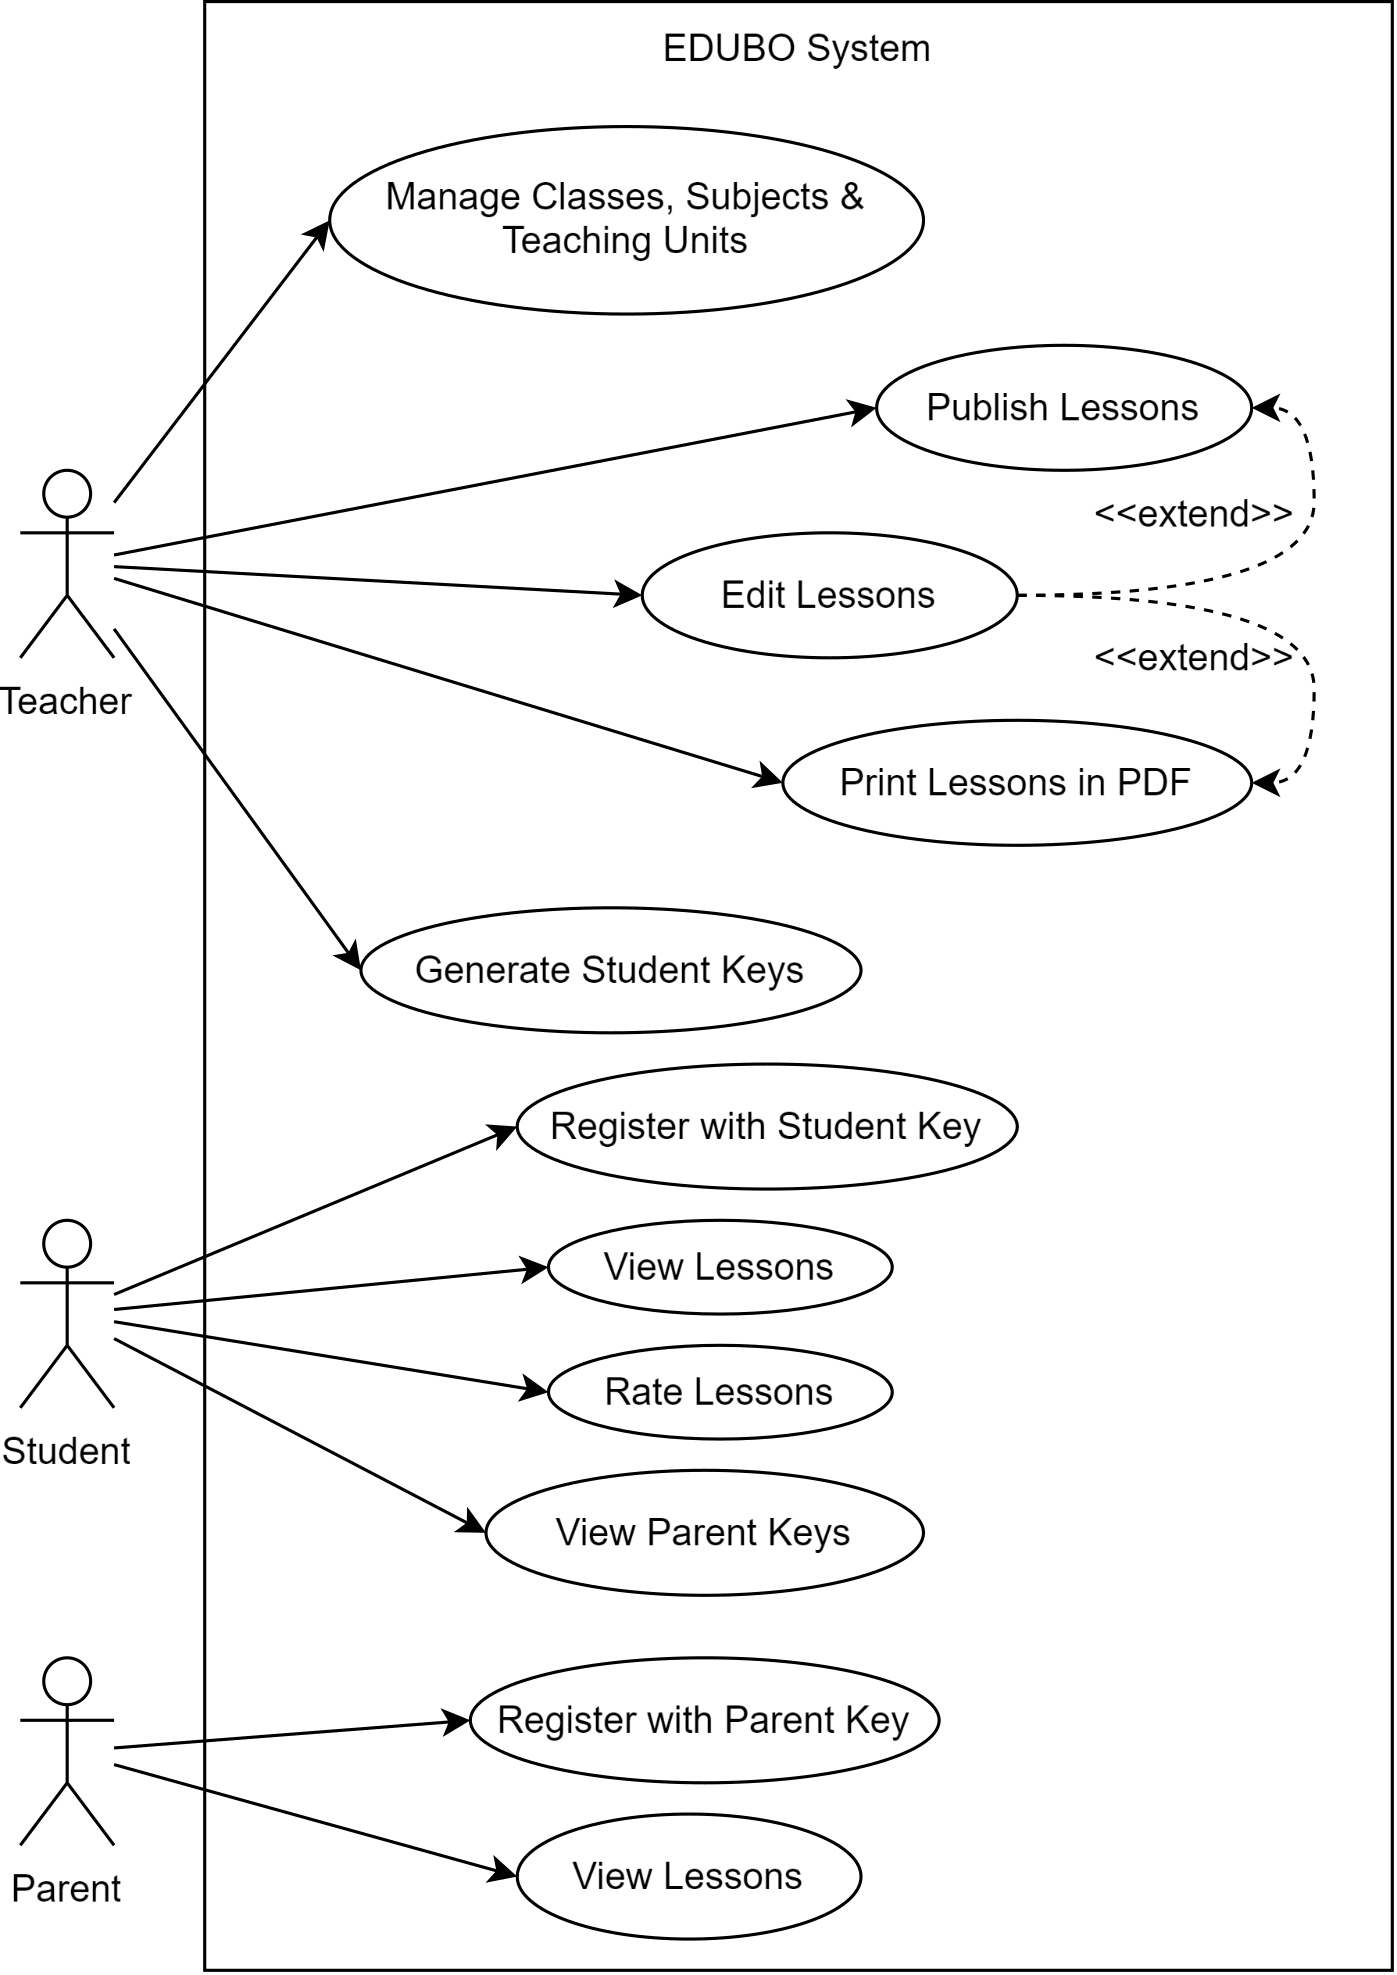 EDUBO System
Manage Classes, Subjects &
Teaching Units
Publish Lessons
<<extend>>
Edit Lessons
<<extend>>
Teacher
Print Lessons in PDF
Generate Student Keys
Register with Student Key
View Lessons
Rate Lessons
Student
View Parent Keys
Register with Parent Key
View Lessons
Parent